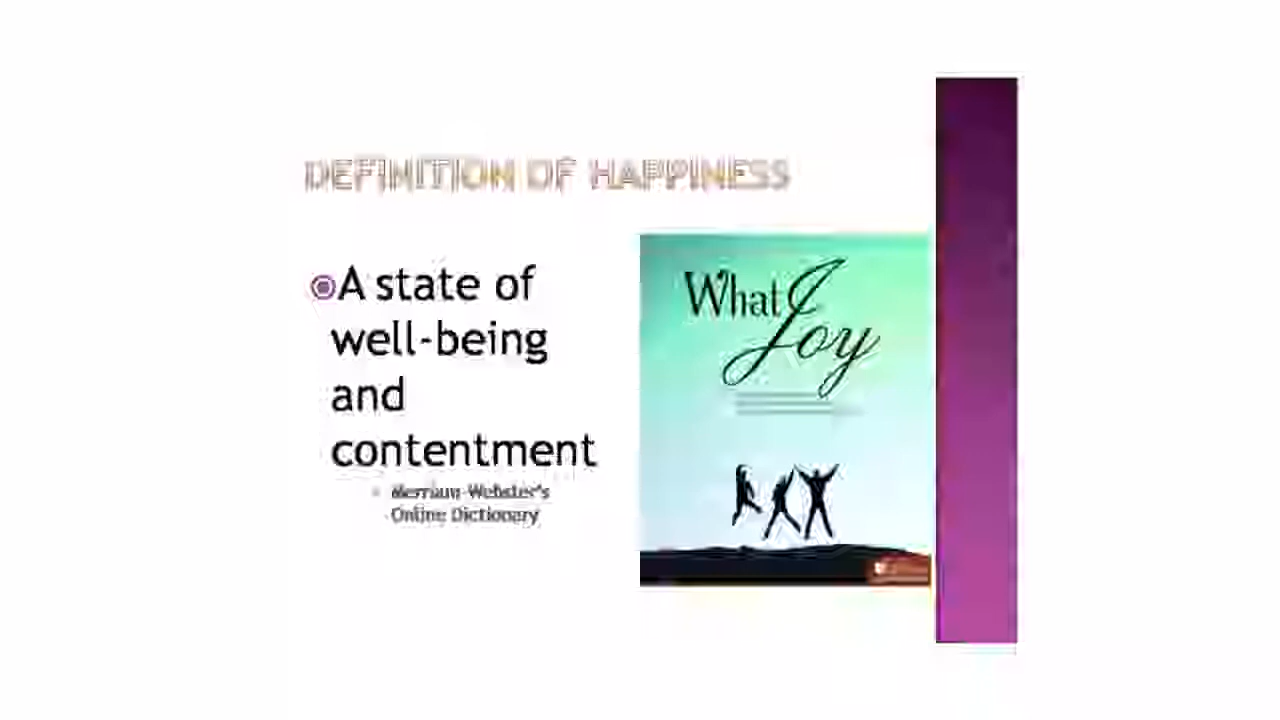 DEFINITION OF HAPPINESS
A state of
well-being
and
contentment
Merriam-Webster's
Online Dictionary
What Joy